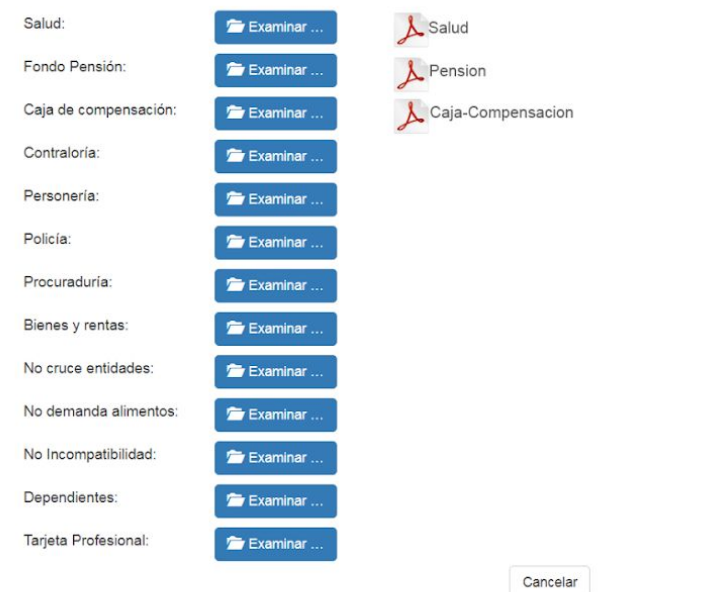 Salud: Examinar ... Salud
Fondo Pensión: Examinar ... Pension
Caja de compensación: Examinar ... Caja-Compensacion
Contraloría: Examinar ...
Personería: Examinar ...
Policía: Examinar ...
Procuraduría: Examinar ...
Bienes y rentas: Examinar ...
No cruce entidades: Examinar ...
No demanda alimentos: Examinar ...
No Incompatibilidad: Examinar ...
Dependientes: Examinar ...
Tarjeta Profesional: Examinar ...
Cancelar